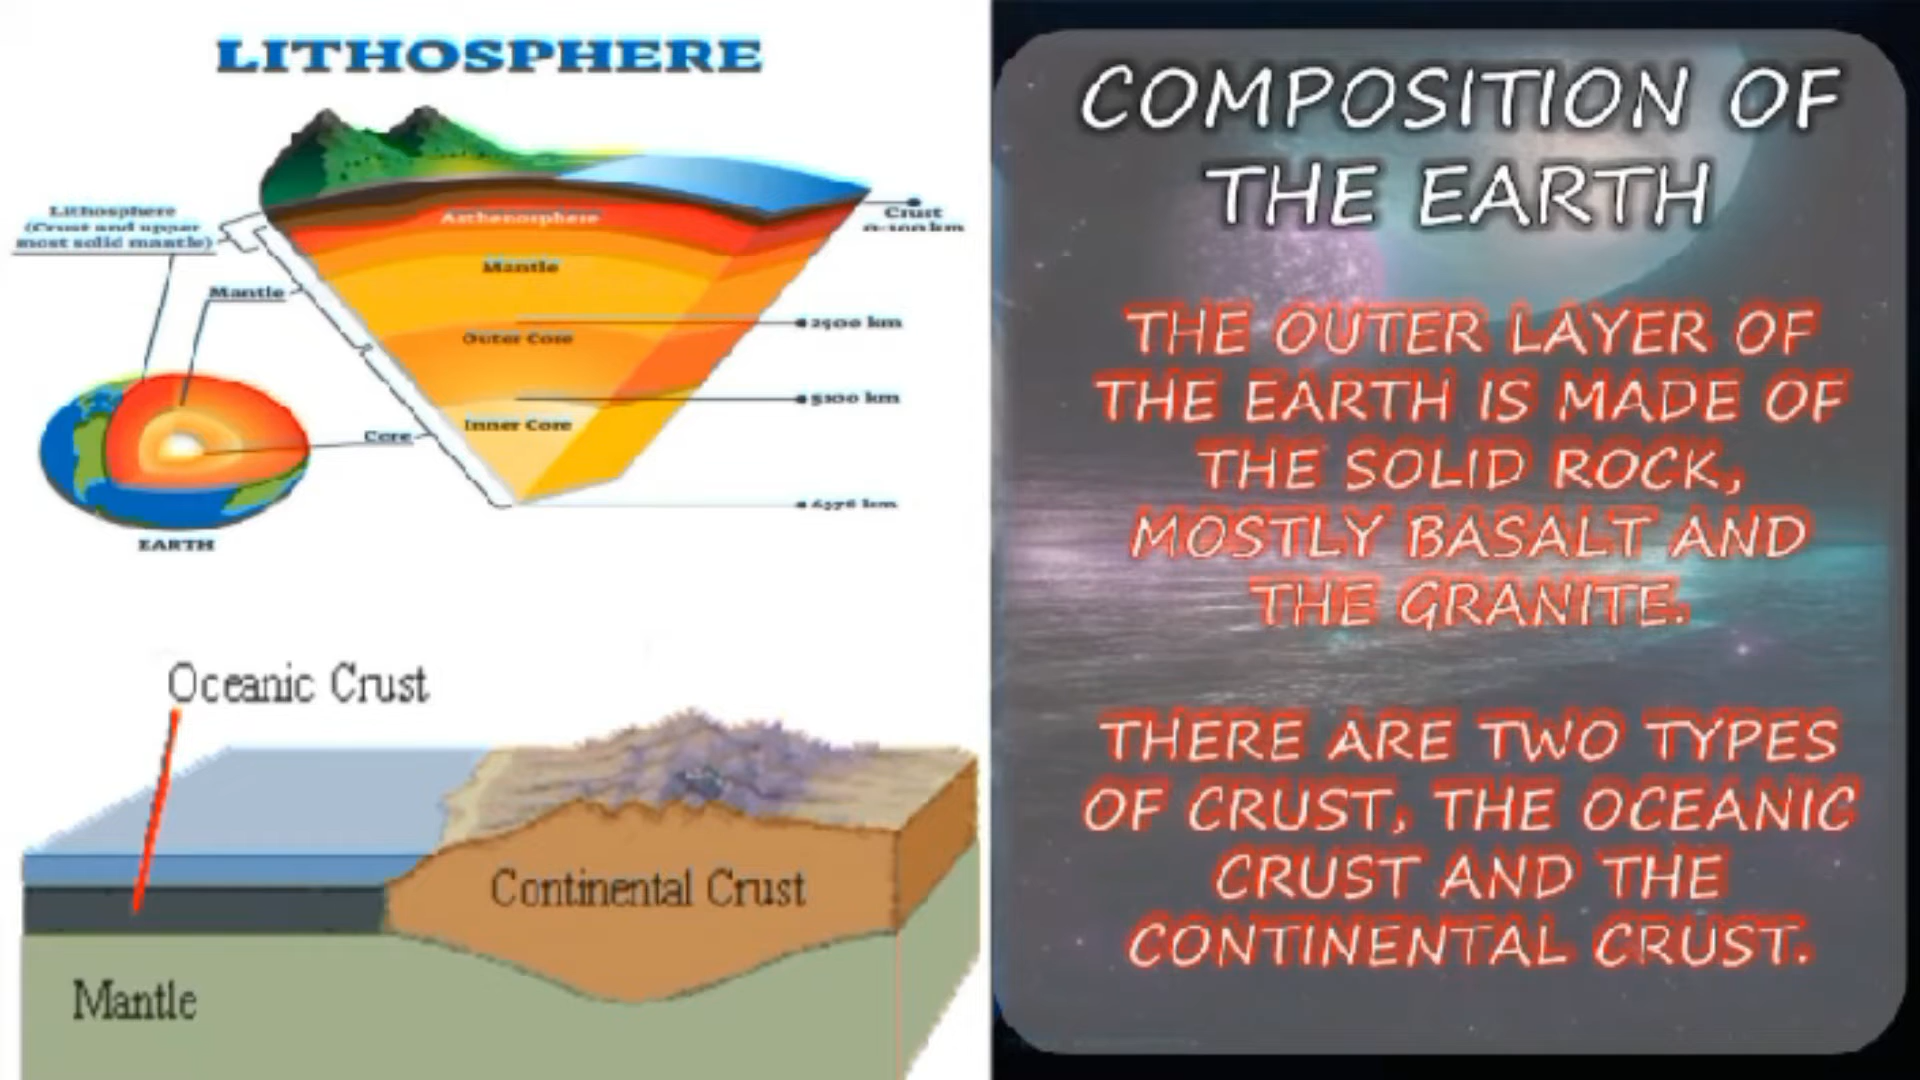 LITHOSPHERE
Lithosphere
(Crust and upper
most solid mantle)
Asthenosphere
Crust
0-100 km
Mantle
Mantle
2900 km
Outer Core
5100 km
Inner Core
Core
EARTH
Oceanic Crust
Continental Crust
Mantle
COMPOSITION OF
THE EARTH
THE OUTER LAYER OF
THE EARTH IS MADE OF
THE SOLID ROCK,
MOSTLY BASALT AND
THE GRANITE.
THERE ARE TWO TYPES
OF CRUST, THE OCEANIC
CRUST AND THE
CONTINENTAL CRUST.